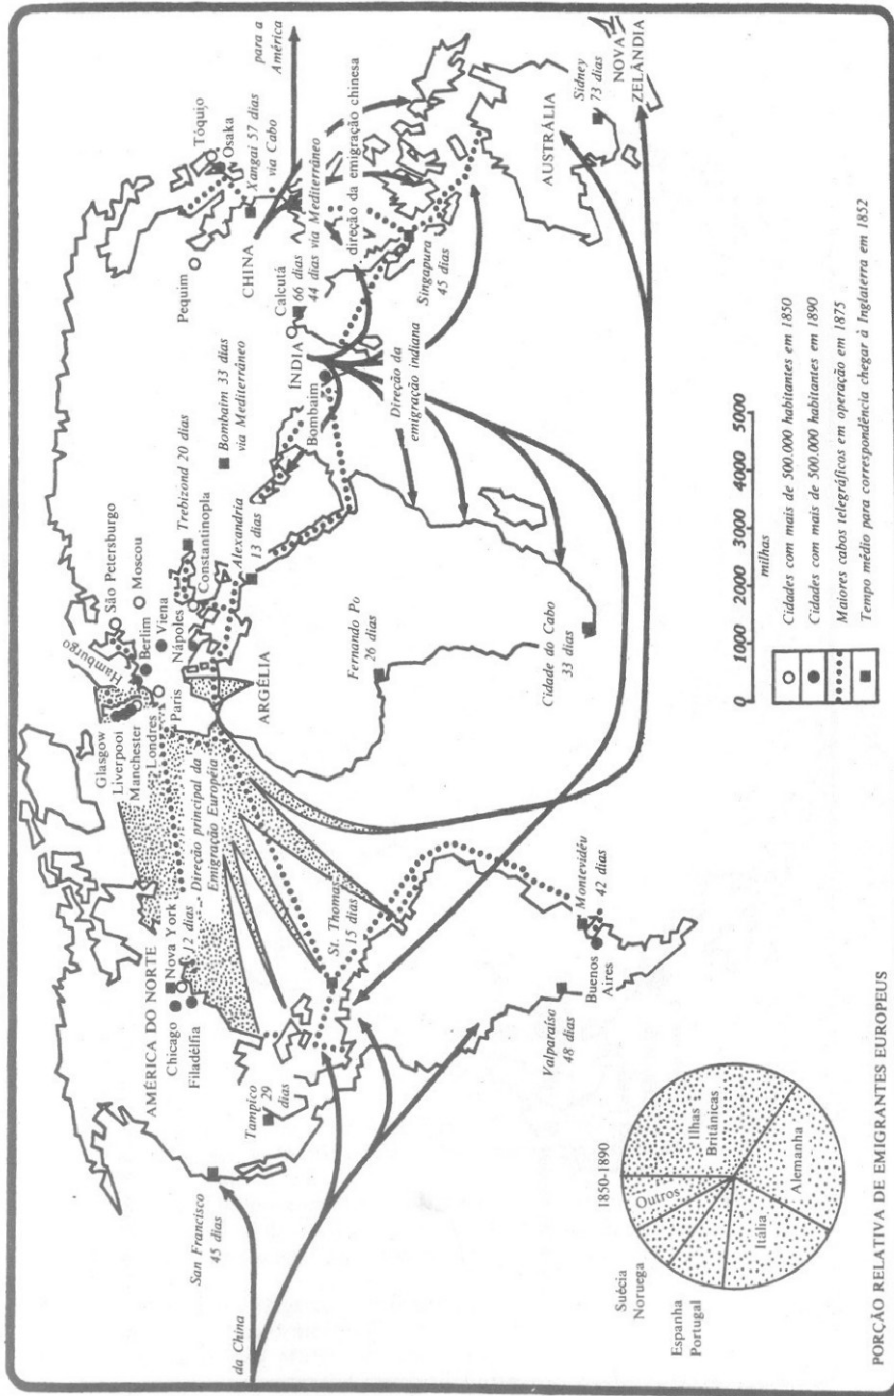 AMÉRICA DO NORTE
Chicago
Nova York
12 dias
Filadélfia
San Francisco
45 dias
Tampico
29
dias
da China
St. Thomas
15 dias
Direção principal da
Emigração Européia
Glasgow
Liverpool
Manchester
Londres
Paris
Hamburgo
Berlim
Viena
Nápoles
São Petersburgo
Moscou
Constantinopla
Trebizond 20 dias
Alexandria
13 dias
ARGÉLIA
Fernando Po
26 dias
Cidade do Cabo
33 dias
Bombaim 33 dias
via Mediterrâneo
Bombaim
ÍNDIA
Calcutá
66 dias
44 dias via Mediterrâneo
Direção da
emigração indiana
Pequim
CHINA
Tóquio
Osaka
Xangai 57 dias
via Cabo
para a
América
direção da emigração chinesa
Singapura
45 dias
AUSTRÁLIA
Sidney
73 dias
NOVA
ZELÂNDIA
Valparaíso
48 dias
Buenos
Aires
Montevidéu
42 dias
0 1000 2000 3000 4000 5000
milhas
Cidades com mais de 500.000 habitantes em 1850
Cidades com mais de 500.000 habitantes em 1890
Maiores cabos telegráficos em operação em 1875
Tempo médio para correspondência chegar à Inglaterra em 1852
1850-1890
Suécia
Noruega
Outros
Ilhas
Britânicas
Espanha
Portugal
Itália
Alemanha
PORÇÃO RELATIVA DE EMIGRANTES EUROPEUS